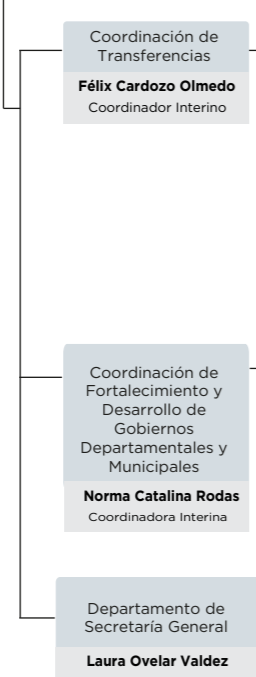 Coordinación de
Transferencias
Félix Cardozo Olmedo
Coordinador Interino
Coordinación de
Fortalecimiento y
Desarrollo de
Gobiernos
Departamentales y
Municipales
Norma Catalina Rodas
Coordinadora Interina
Departamento de
Secretaría General
Laura Ovelar Valdez